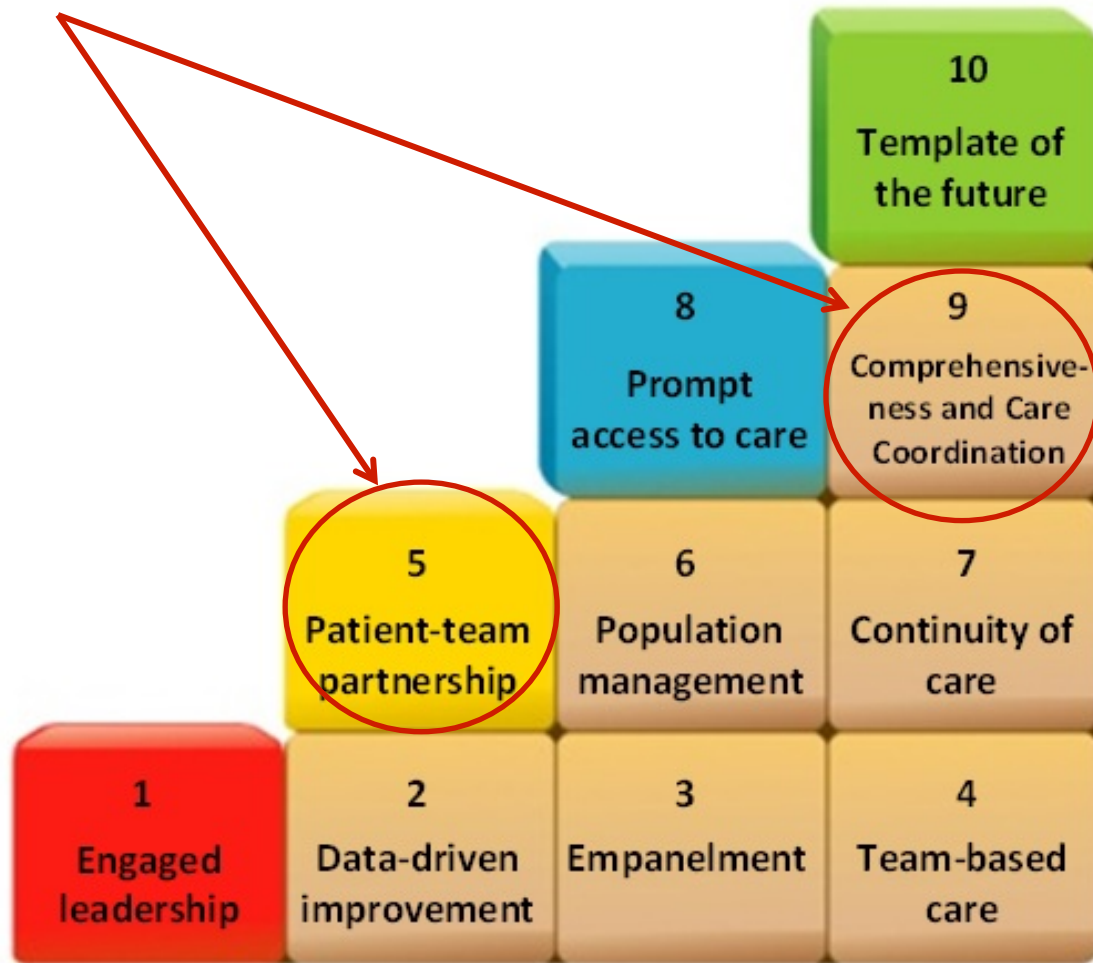 10
Template of
the future
8
Prompt
access to care
9
Comprehensive-
ness and Care
Coordination
5
Patient-team
partnership
6
Population
management
7
Continuity of
care
1
Engaged
leadership
2
Data-driven
improvement
3
Empanelment
4
Team-based
care